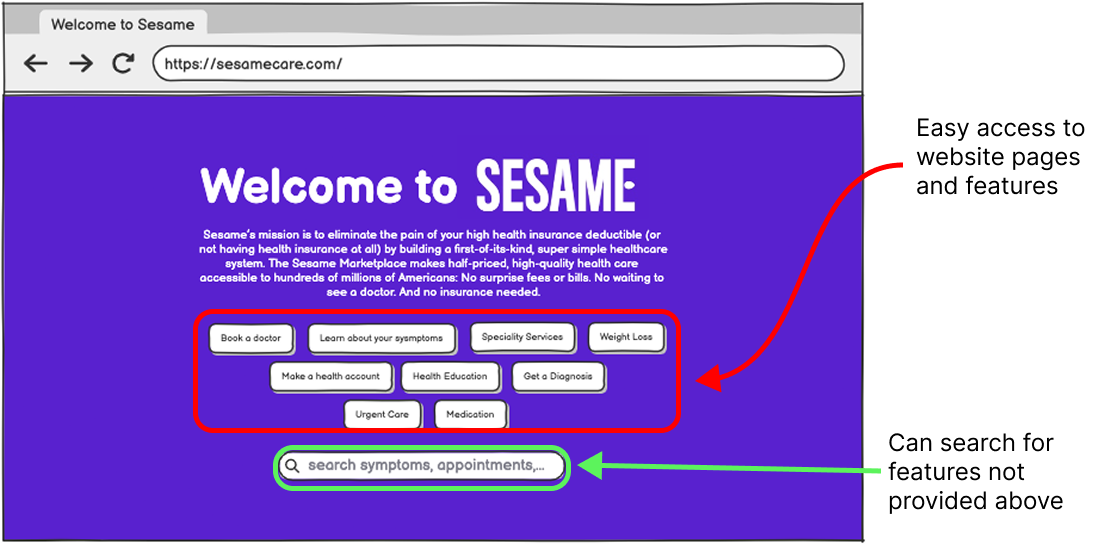 Welcome to Sesame
https://sesamecare.com/
Welcome to SESAME
Sesame's mission is to eliminate the pain of your high health insurance deductible (or
not having health insurance at all) by building a first-of-its-kind, super simple healthcare
system. The Sesame Marketplace makes half-priced, high-quality health care
accessible to hundreds of millions of Americans: No surprise fees or bills. No waiting to
see a doctor. And no insurance needed.
Book a doctor
Learn about your sysmptoms
Speciality Services
Weight Loss
Make a health account
Health Education
Get a Diagnosis
Urgent Care
Medication
search symptoms, appointments,...
Easy access to
website pages
and features
Can search for
features not
provided above